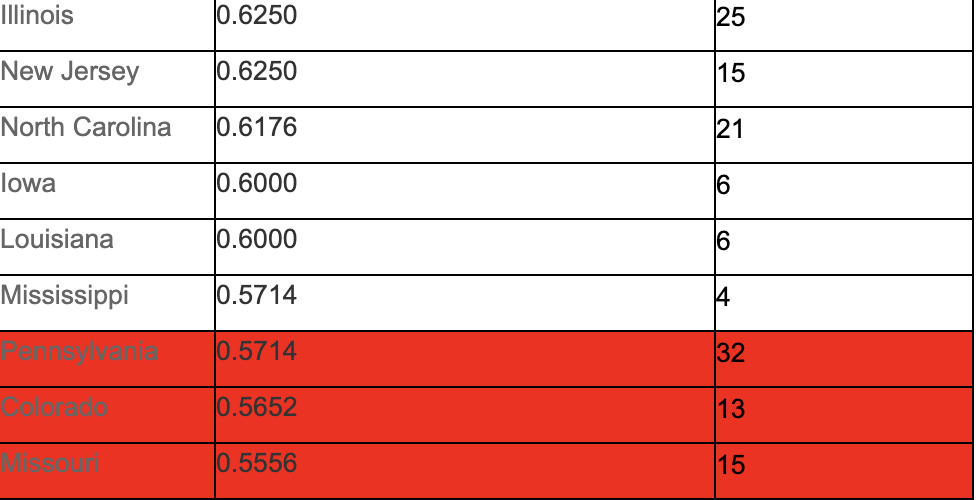 Illinois 0.6250 25
New Jersey 0.6250 15
North Carolina 0.6176 21
Iowa 0.6000 6
Louisiana 0.6000 6
Mississippi 0.5714 4
Pennsylvania 0.5714 32
Colorado 0.5652 13
Missouri 0.5556 15